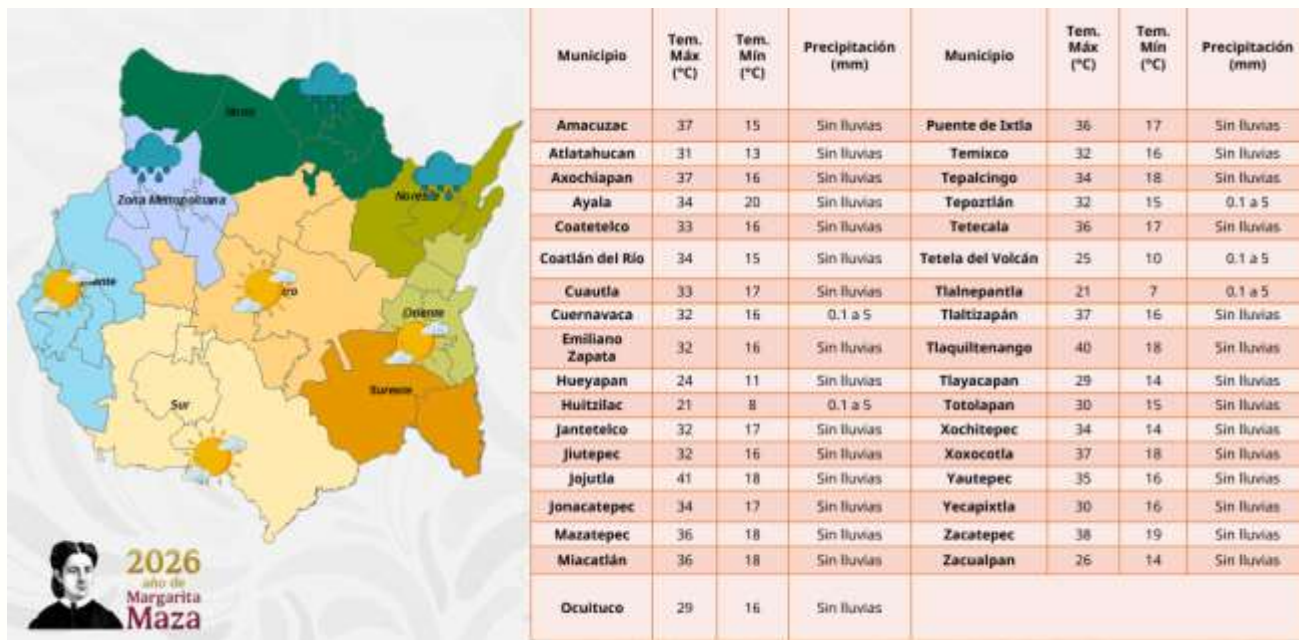 Norte
Zona Metropolitana
Noreste
Oriente
Sureste
Sur
2026
año de
Margarita
Maza
Municipio Tem. Máx (°C) Tem. Mín (°C) Precipitación (mm) Municipio Tem. Máx (°C) Tem. Mín (°C) Precipitación (mm)
Amacuzac 37 15 Sin lluvias Puente de Ixtla 36 17 Sin lluvias
Atlatahucan 31 13 Sin lluvias Temixco 32 16 Sin lluvias
Axochiapan 37 16 Sin lluvias Tepalcingo 34 18 Sin lluvias
Ayala 34 20 Sin lluvias Tepoztlán 32 15 0.1 a 5
Coatetelco 33 16 Sin lluvias Tetecala 36 17 Sin lluvias
Coatlán del Río 34 15 Sin lluvias Tetela del Volcán 25 10 0.1 a 5
Cuautla 33 17 Sin lluvias Tlalnepantla 21 7 0.1 a 5
Cuernavaca 32 16 0.1 a 5 Tlaltizapán 37 16 Sin lluvias
Emiliano Zapata 32 16 Sin lluvias Tlaquiltenango 40 18 Sin lluvias
Hueyapan 24 11 Sin lluvias Tlayacapan 29 14 Sin lluvias
Huitzilac 21 8 0.1 a 5 Totolapan 30 15 Sin lluvias
Jantetelco 32 17 Sin lluvias Xochitepec 34 14 Sin lluvias
Jiutepec 32 16 Sin lluvias Xoxocotla 37 18 Sin lluvias
Jojutla 41 18 Sin lluvias Yautepec 35 16 Sin lluvias
Jonacatepec 34 17 Sin lluvias Yecapixtla 30 16 Sin lluvias
Mazatepec 36 18 Sin lluvias Zacatepec 38 19 Sin lluvias
Miacatlán 36 18 Sin lluvias Zacualpan 26 14 Sin lluvias
Ocuituco 29 16 Sin lluvias